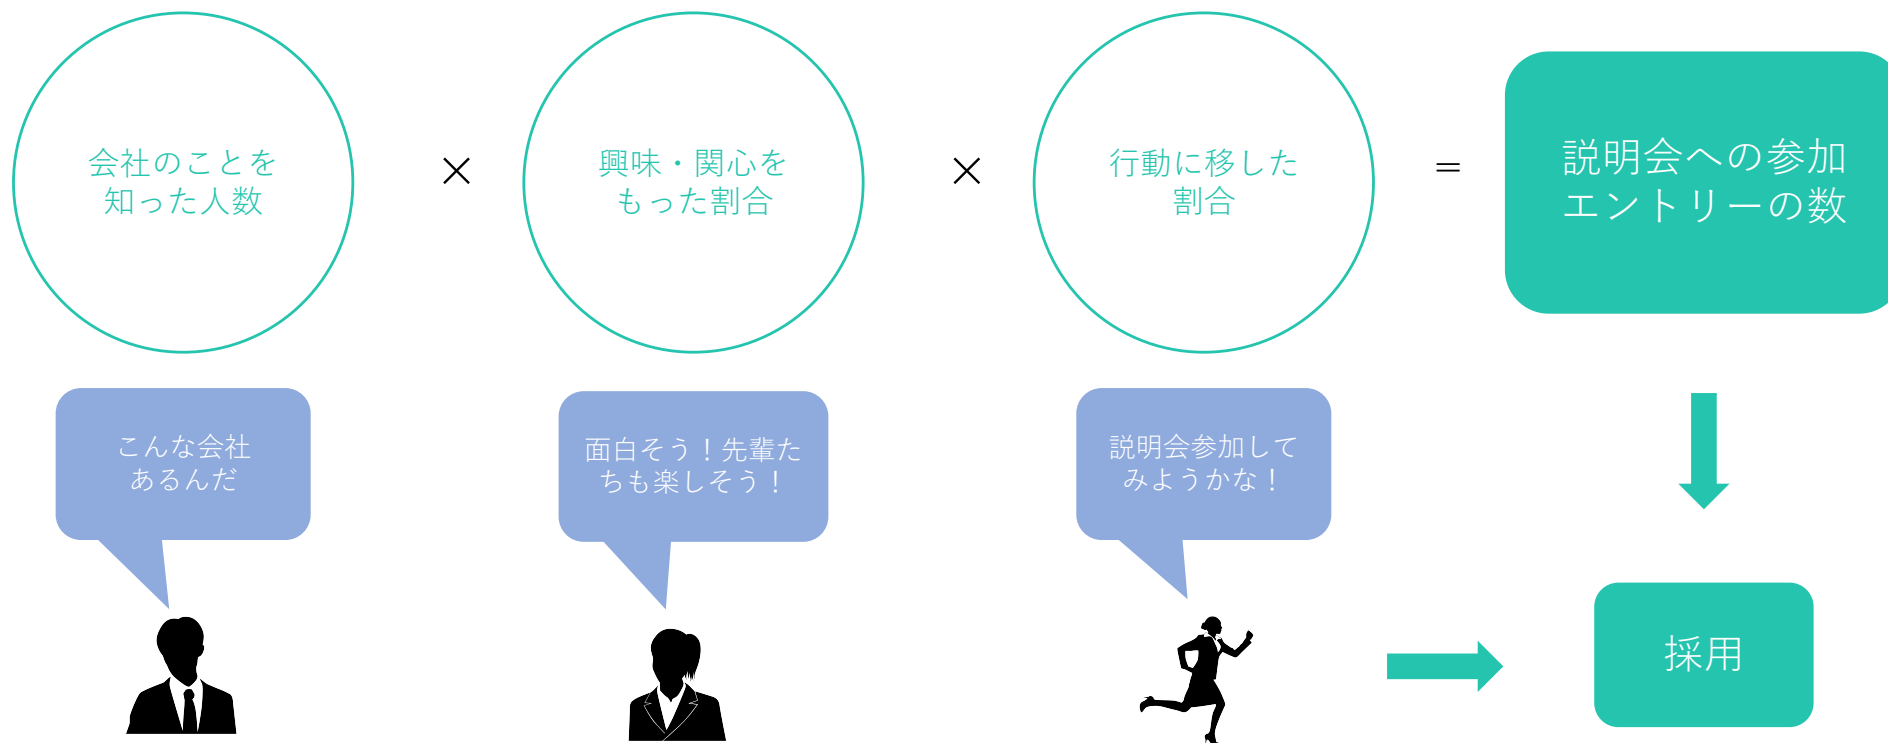 会社のことを
知った人数
×
興味・関心を
もった割合
×
行動に移した
割合
=
説明会への参加
エントリーの数
こんな会社
あるんだ
面白そう！先輩た
ちも楽しそう！
説明会参加して
みようかな！
採用